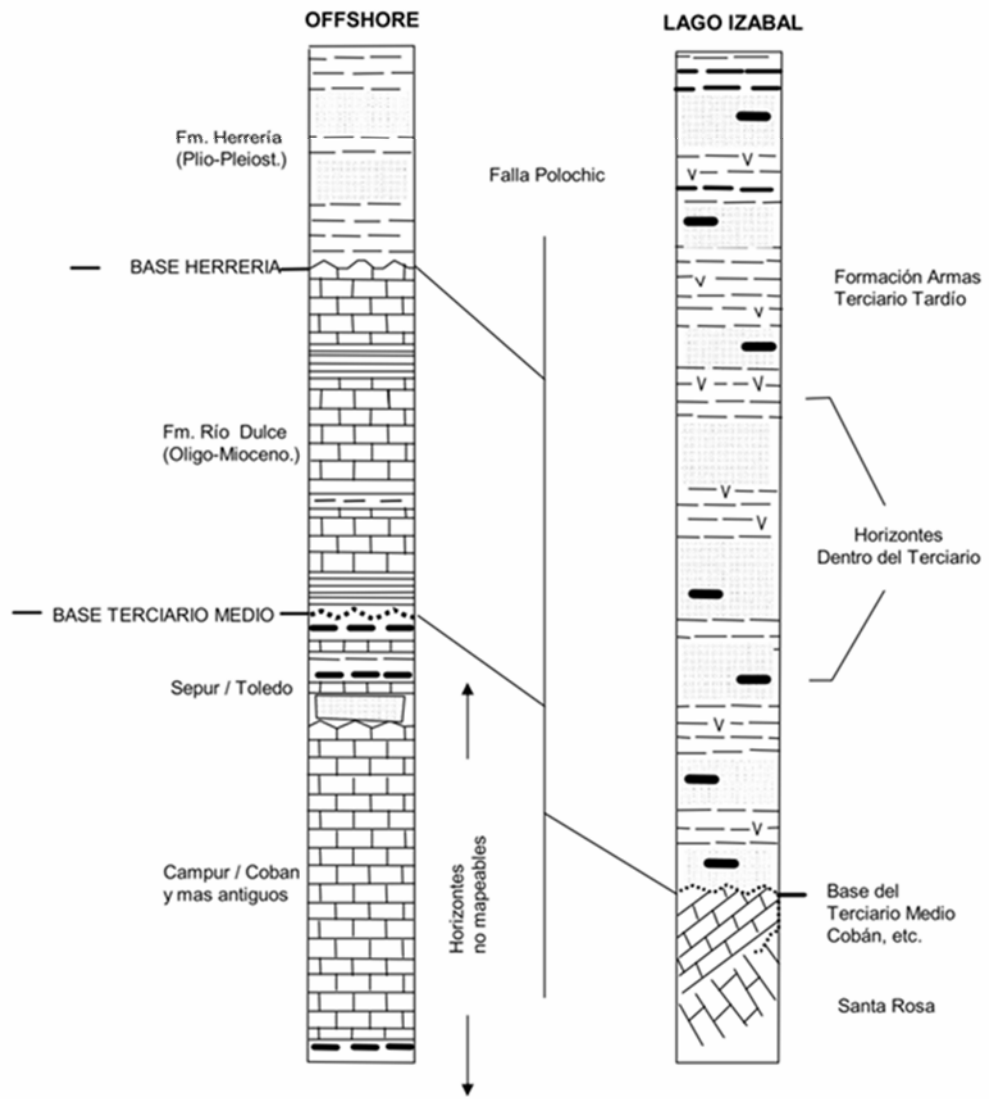 OFFSHORE
LAGO IZABAL
Fm. Herrería
(Plio-Pleiost.)
Falla Polochic
BASE HERRERIA
Formación Armas
Terciario Tardío
Fm. Río Dulce
(Oligo-Mioceno.)
Horizontes
Dentro del Terciario
BASE TERCIARIO MEDIO
Sepur / Toledo
Campur / Coban
y mas antiguos
Horizontes
no mapeables
Base del
Terciario Medio
Cobán, etc.
Santa Rosa